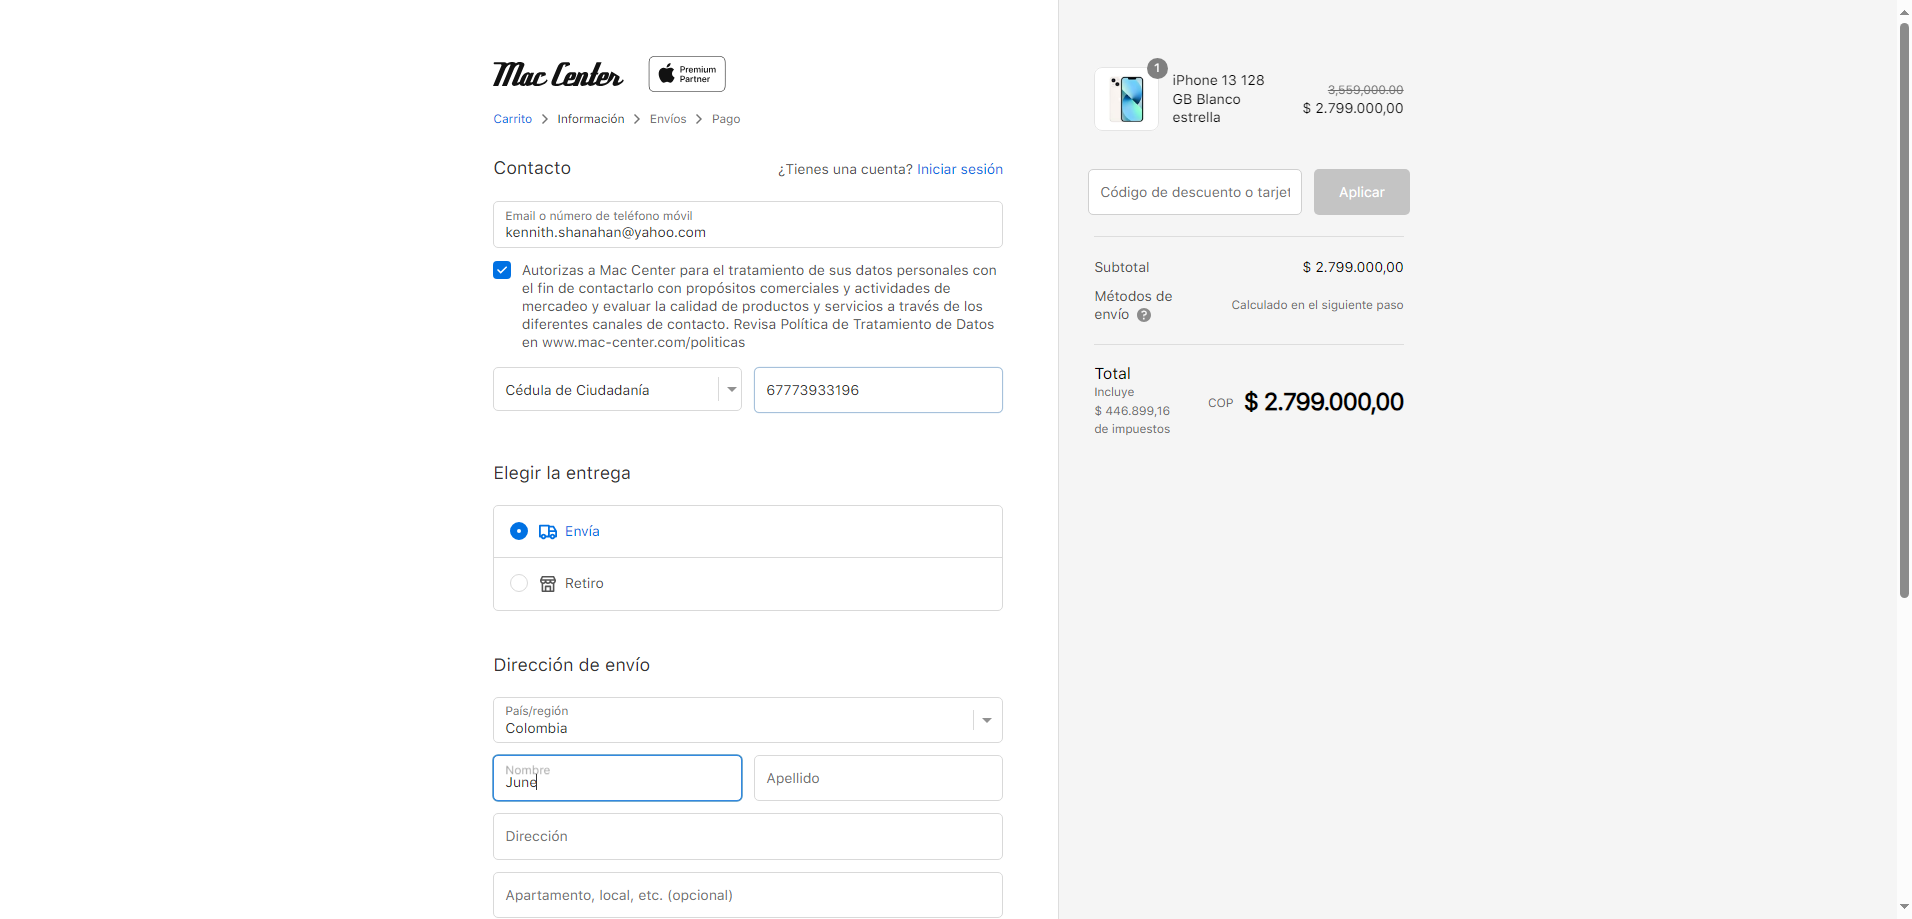 Mac Center
Premium
Partner
Carrito > Información > Envíos > Pago
Contacto
¿Tienes una cuenta? Iniciar sesión
Email o número de teléfono móvil
kennith.shanahan@yahoo.com
Autorizas a Mac Center para el tratamiento de sus datos personales con
el fin de contactarlo con propósitos comerciales y actividades de
mercadeo y evaluar la calidad de productos y servicios a través de los
diferentes canales de contacto. Revisa Política de Tratamiento de Datos
en www.mac-center.com/politicas
Cédula de Ciudadanía
67773933196
Elegir la entrega
Envía
Retiro
Dirección de envío
País/región
Colombia
Nombre
June
Apellido
Dirección
Apartamento, local, etc. (opcional)
1
iPhone 13 128
GB Blanco
estrella
3,559,000.00
$ 2.799.000,00
Código de descuento o tarjet
Aplicar
Subtotal
$ 2.799.000,00
Métodos de
envío ?
Calculado en el siguiente paso
Total
Incluye
$ 446.899,16
de impuestos
COP $ 2.799.000,00